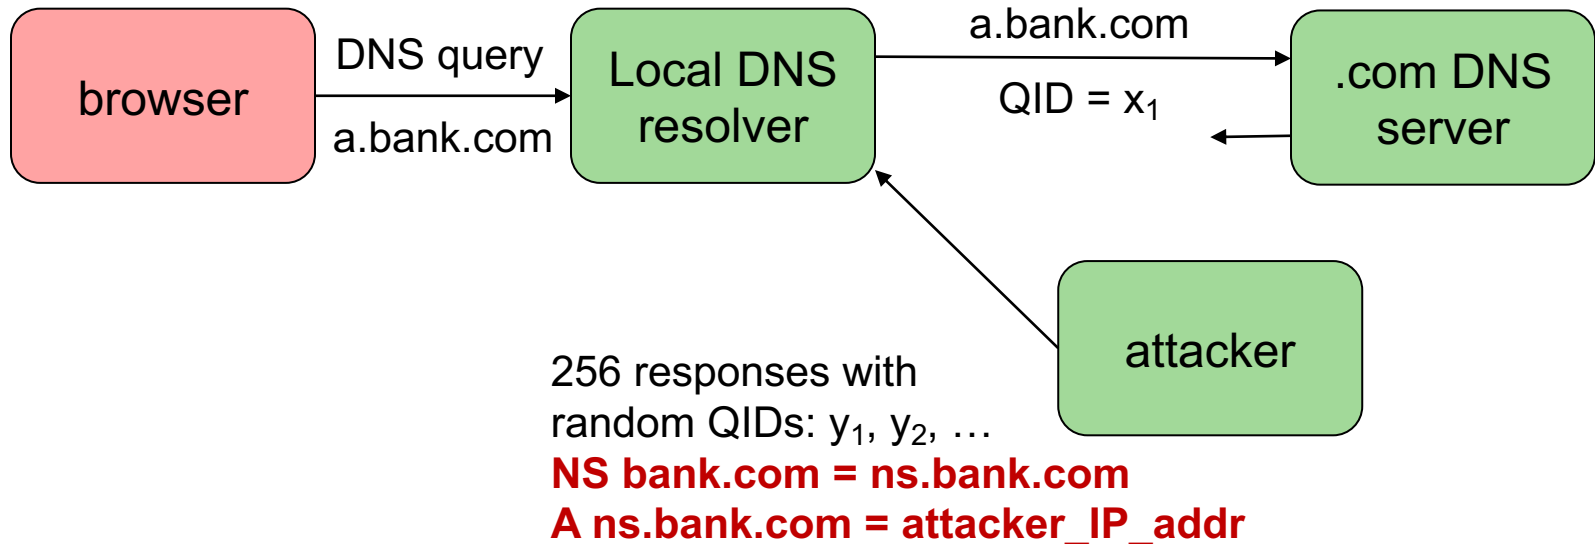 browser
DNS query
a.bank.com
Local DNS
resolver
a.bank.com
QID = x₁
.com DNS
server
attacker
256 responses with
random QIDs: y₁, y₂, …
NS bank.com = ns.bank.com
A ns.bank.com = attacker_IP_addr